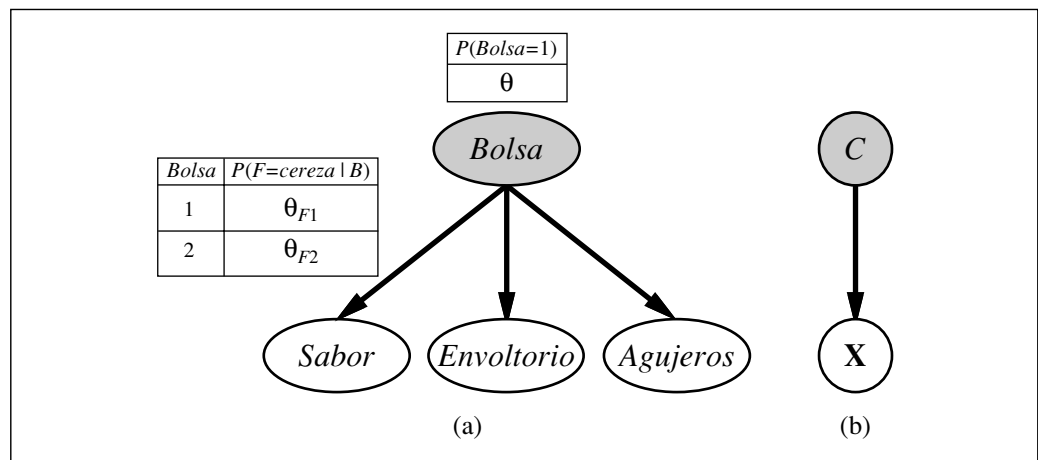 P(Bolsa=1)
θ
Bolsa
Bolsa P(F=cereza | B)
1 θF1
2 θF2
Sabor
Envoltorio
Agujeros
(a)
C
X
(b)